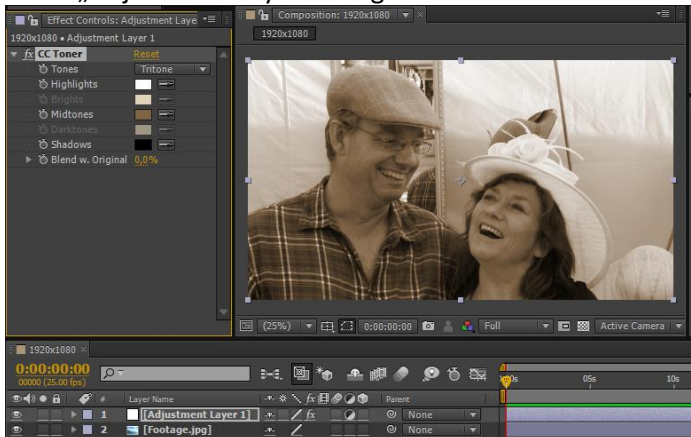 Effect Controls: Adjustment Laye
1920x1080 • Adjustment Layer 1
fx CC Toner Reset
Tones Tritone
Highlights
Brights
Midtones
Darktones
Shadows
Blend w. Original 0,0%
Composition: 1920x1080
1920x1080
(25%) 0:00:00:00 Full Active Camera
1920x1080
0:00:00:00
00000 (25.00 fps)
05s 10s
# Layer Name fx Parent
1 [Adjustment Layer 1] fx None
2 [Footage.jpg] None